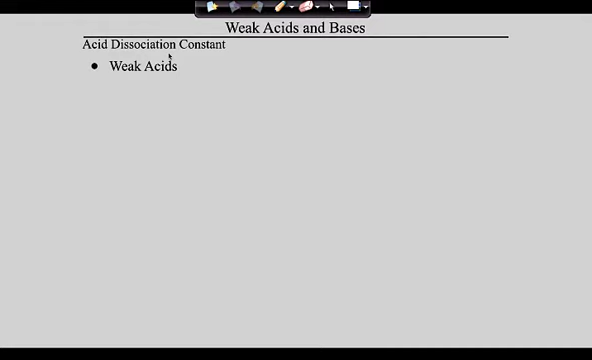 Weak Acids and Bases
Acid Dissociation Constant
● Weak Acids